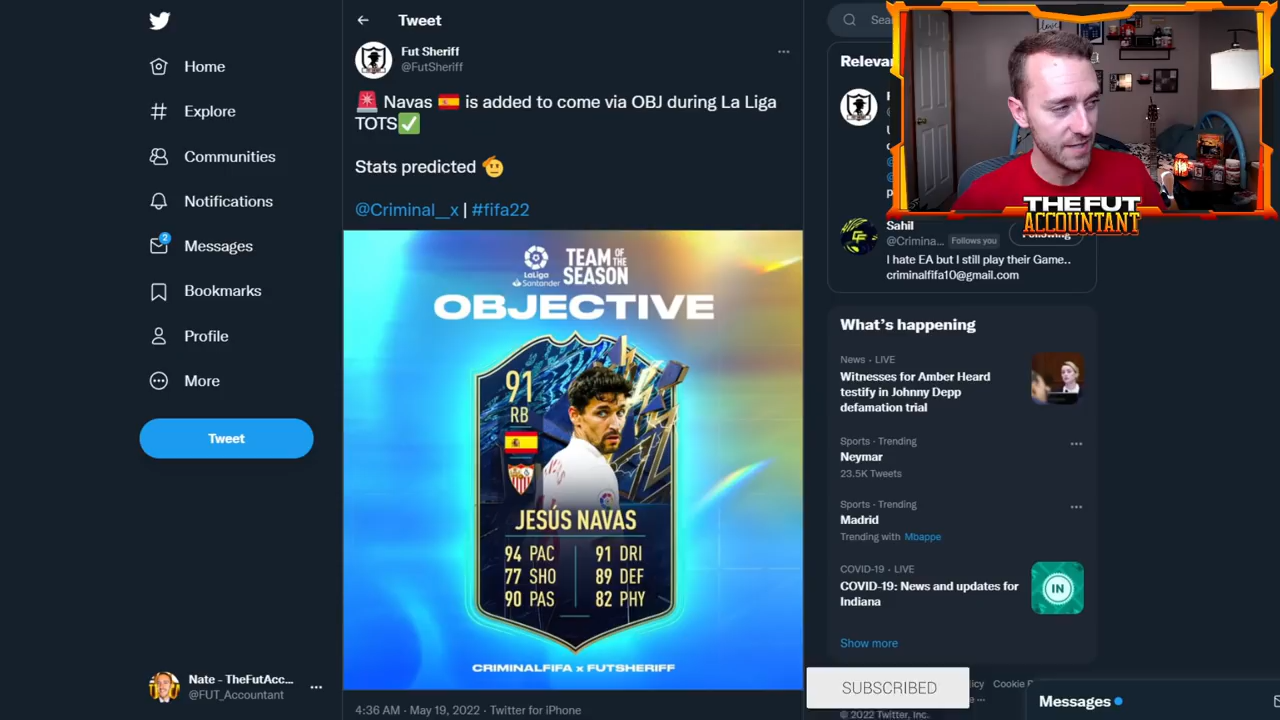 Home
Explore
Communities
Notifications
2
Messages
Bookmarks
Profile
More
Tweet
Nate - TheFutAcc...
@FUT_Accountant
Tweet
Fut Sheriff
@FutSheriff
Navas is added to come via OBJ during La Liga
TOTS
Stats predicted
@Criminal__x | #fifa22
LaLiga
Santander
TEAM OF THE
SEASON
OBJECTIVE
91
RB
JESÚS NAVAS
94 PAC 91 DRI
77 SHO 89 DEF
90 PAS 82 PHY
CRIMINALFIFA x FUTSHERIFF
4:36 AM · May 19, 2022 · Twitter for iPhone
THE FUT
ACCOUNTANT
Sahil
@Crimina... Follows you
Following
I hate EA but I still play their Game..
criminalfifa10@gmail.com
What's happening
News · LIVE
Witnesses for Amber Heard
testify in Johnny Depp
defamation trial
Sports · Trending
Neymar
23.5K Tweets
Sports · Trending
Madrid
Trending with Mbappe
COVID-19 · LIVE
COVID-19: News and updates for
Indiana
IN
Show more
SUBSCRIBED
© 2022 Twitter, Inc.
Messages